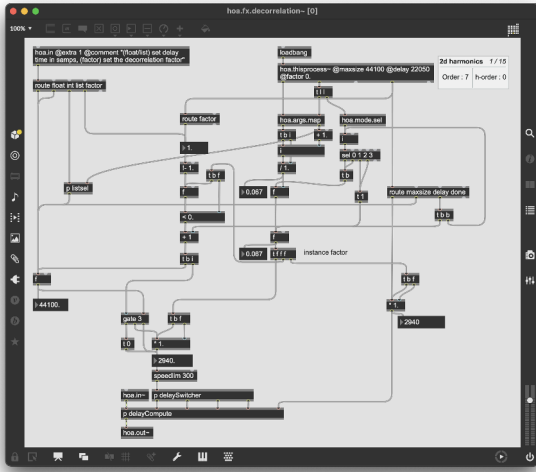 hoa.fx.decorrelation~ [0]
100% ▼
hoa.in @extra 1 @comment "(float/list) set delay
time in samps, (factor) set the decorrelation factor"
route float int list factor
loadbang
hoa.thisprocess~ @maxsize 44100 @delay 22050
@factor 0.
2d harmonics 1 / 15
Order : 7 h-order : 0
t l l
route factor
hoa.args.map
hoa.mode.sel
1.
t b i
+ 1.
i
i
sel 0 1 2 3
!- 1.
t b f
/ 1.
p listsel
t b
f
0.067
f
t 1
route maxsize delay done
< 0.
t b b
+ 1
f
t b i
0.067
t f f f
instance factor
f
t b f
44100.
* 1.
gate 3
t b f
2940
t 0
* 1.
2940.
speedlim 300
hoa.in~
p delaySwitcher
p delayCompute
hoa.out~